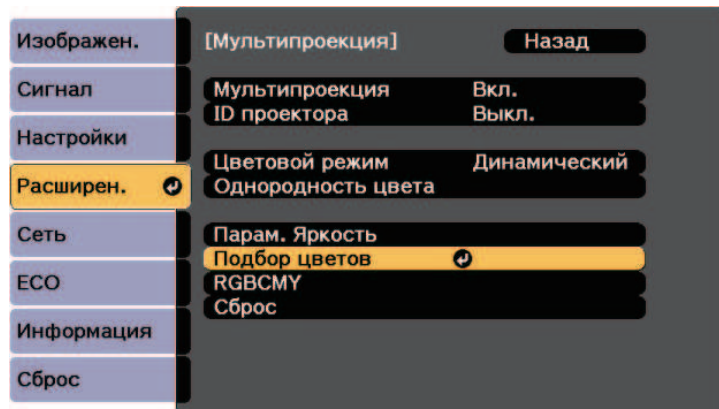 Изображен.
Сигнал
Настройки
Расширен.
Сеть
ECO
Информация
Сброс
[Мультипроекция] Назад
Мультипроекция Вкл.
ID проектора Выкл.
Цветовой режим Динамический
Однородность цвета
Парам. Яркость
Подбор цветов
RGBCMY
Сброс